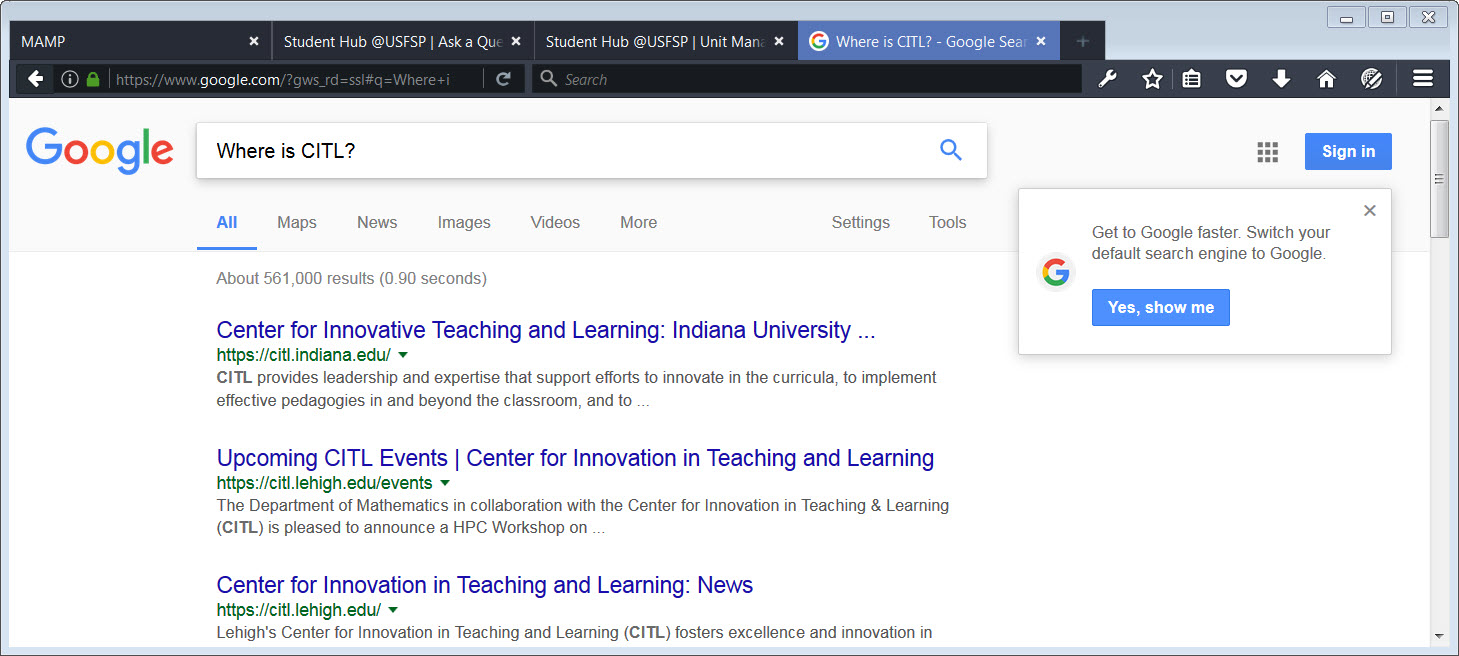 MAMP
Student Hub @USFSP | Ask a Que
Student Hub @USFSP | Unit Mana
Where is CITL? - Google Sear
https://www.google.com/?gws_rd=ssl#q=Where+i
Search
Google
Where is CITL?
Sign in
All Maps News Images Videos More Settings Tools
Get to Google faster. Switch your
default search engine to Google.
Yes, show me
About 561,000 results (0.90 seconds)
Center for Innovative Teaching and Learning: Indiana University ...
https://citl.indiana.edu/
CITL provides leadership and expertise that support efforts to innovate in the curricula, to implement
effective pedagogies in and beyond the classroom, and to ...
Upcoming CITL Events | Center for Innovation in Teaching and Learning
https://citl.lehigh.edu/events
The Department of Mathematics in collaboration with the Center for Innovation in Teaching & Learning
(CITL) is pleased to announce a HPC Workshop on ...
Center for Innovation in Teaching and Learning: News
https://citl.lehigh.edu/
Lehigh's Center for Innovation in Teaching and Learning (CITL) fosters excellence and innovation in